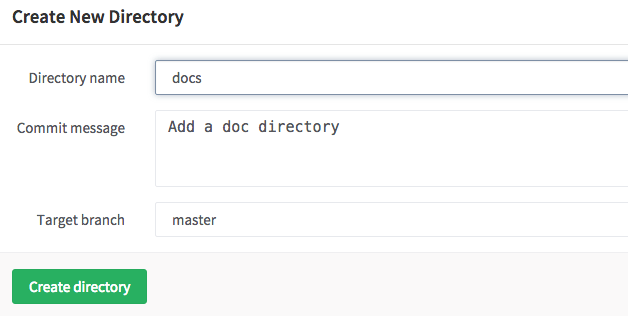 Create New Directory
Directory name
docs
Commit message
Add a doc directory
Target branch
master
Create directory